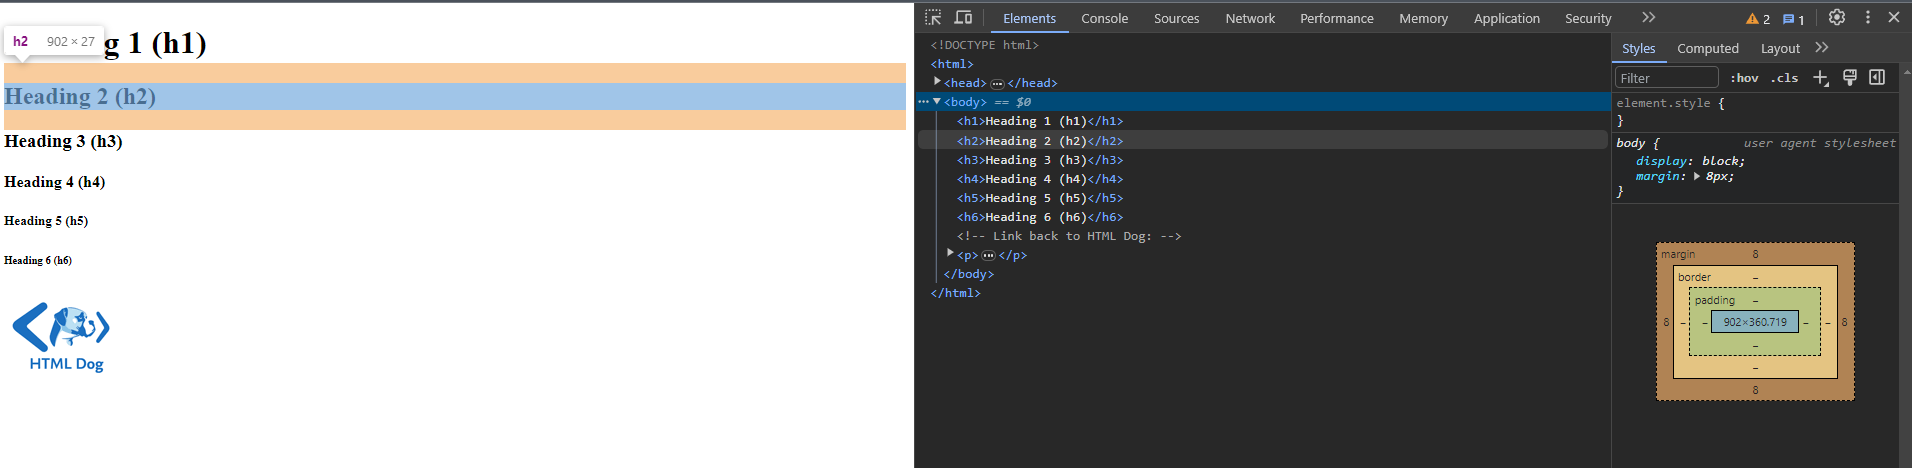 h2 902 × 27
g 1 (h1)
Heading 2 (h2)
Heading 3 (h3)
Heading 4 (h4)
Heading 5 (h5)
Heading 6 (h6)
HTML Dog
Elements Console Sources Network Performance Memory Application Security 2 1
<!DOCTYPE html>
<html>
<head> ··· </head>
··· <body> == $0
<h1>Heading 1 (h1)</h1>
<h2>Heading 2 (h2)</h2>
<h3>Heading 3 (h3)</h3>
<h4>Heading 4 (h4)</h4>
<h5>Heading 5 (h5)</h5>
<h6>Heading 6 (h6)</h6>
<!-- Link back to HTML Dog: -->
<p> ··· </p>
</body>
</html>
Styles Computed Layout
Filter :hov .cls
element.style {
}
body { user agent stylesheet
display: block;
margin: 8px;
}
margin 8
border –
padding –
8 – – 902×360.719 – – 8
–
–
8